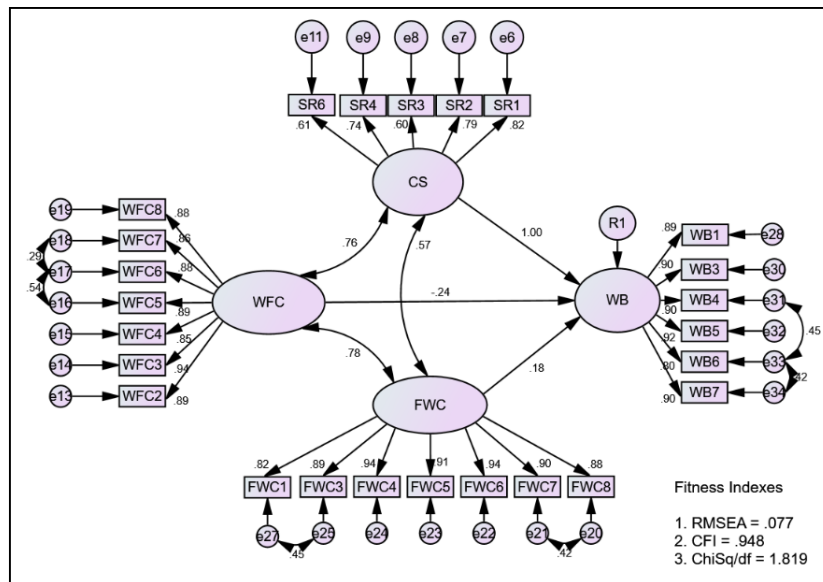 e11 e9 e8 e7 e6
SR6 SR4 SR3 SR2 SR1
.61 .74 .60 .79 .82
CS
R1
e19 WFC8 .88
e18 WFC7 .86
.29
e17 WFC6 .88
.54
e16 WFC5 .89
e15 WFC4 .85
e14 WFC3 .94
e13 WFC2 .89
.76
.57
1.00
WFC
-.24
WB
.78
.18
FWC
.89 WB1 e28
.90 WB3 e30
.90 WB4 e31
.45
.92 WB5 e32
.80 WB6 e33
.42
.90 WB7 e34
.82 .89 .94 .91 .94 .90 .88
FWC1 FWC3 FWC4 FWC5 FWC6 FWC7 FWC8
e27 e25 e24 e23 e22 e21 e20
.45 .42
Fitness Indexes
1. RMSEA = .077
2. CFI = .948
3. ChiSq/df = 1.819